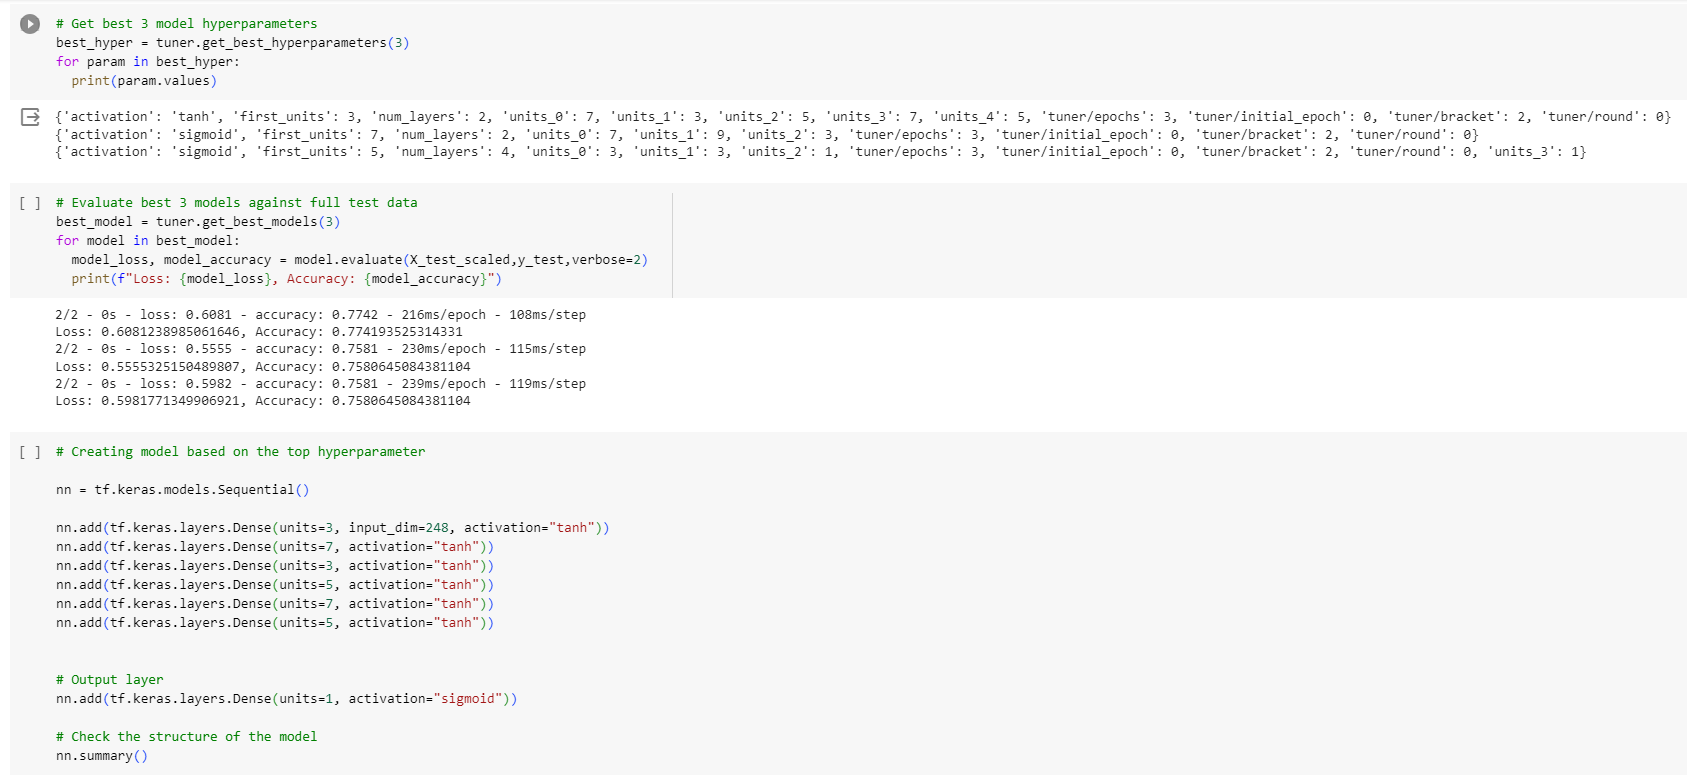 # Get best 3 model hyperparameters
best_hyper = tuner.get_best_hyperparameters(3)
for param in best_hyper:
  print(param.values)
{'activation': 'tanh', 'first_units': 3, 'num_layers': 2, 'units_0': 7, 'units_1': 3, 'units_2': 5, 'units_3': 7, 'units_4': 5, 'tuner/epochs': 3, 'tuner/initial_epoch': 0, 'tuner/bracket': 2, 'tuner/round': 0}
{'activation': 'sigmoid', 'first_units': 7, 'num_layers': 2, 'units_0': 7, 'units_1': 9, 'units_2': 3, 'tuner/epochs': 3, 'tuner/initial_epoch': 0, 'tuner/bracket': 2, 'tuner/round': 0}
{'activation': 'sigmoid', 'first_units': 5, 'num_layers': 4, 'units_0': 3, 'units_1': 3, 'units_2': 1, 'tuner/epochs': 3, 'tuner/initial_epoch': 0, 'tuner/bracket': 2, 'tuner/round': 0, 'units_3': 1}
[ ] # Evaluate best 3 models against full test data
best_model = tuner.get_best_models(3)
for model in best_model:
  model_loss, model_accuracy = model.evaluate(X_test_scaled,y_test,verbose=2)
  print(f"Loss: {model_loss}, Accuracy: {model_accuracy}")
2/2 - 0s - loss: 0.6081 - accuracy: 0.7742 - 216ms/epoch - 108ms/step
Loss: 0.6081238985061646, Accuracy: 0.774193525314331
2/2 - 0s - loss: 0.5555 - accuracy: 0.7581 - 230ms/epoch - 115ms/step
Loss: 0.5555325150489807, Accuracy: 0.7580645084381104
2/2 - 0s - loss: 0.5982 - accuracy: 0.7581 - 239ms/epoch - 119ms/step
Loss: 0.5981771349906921, Accuracy: 0.7580645084381104
[ ] # Creating model based on the top hyperparameter
nn = tf.keras.models.Sequential()
nn.add(tf.keras.layers.Dense(units=3, input_dim=248, activation="tanh"))
nn.add(tf.keras.layers.Dense(units=7, activation="tanh"))
nn.add(tf.keras.layers.Dense(units=3, activation="tanh"))
nn.add(tf.keras.layers.Dense(units=5, activation="tanh"))
nn.add(tf.keras.layers.Dense(units=7, activation="tanh"))
nn.add(tf.keras.layers.Dense(units=5, activation="tanh"))
# Output layer
nn.add(tf.keras.layers.Dense(units=1, activation="sigmoid"))
# Check the structure of the model
nn.summary()